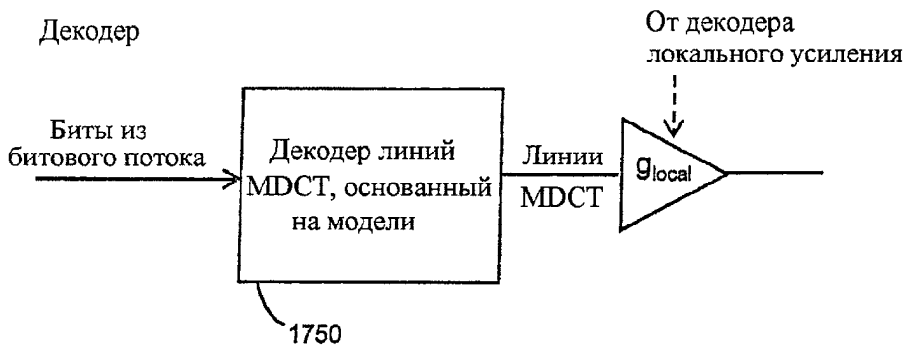 Декодер
От декодера
локального усиления
Биты из
битового потока
Декодер линий
MDCT, основанный
на модели
Линии
MDCT
glocal
1750